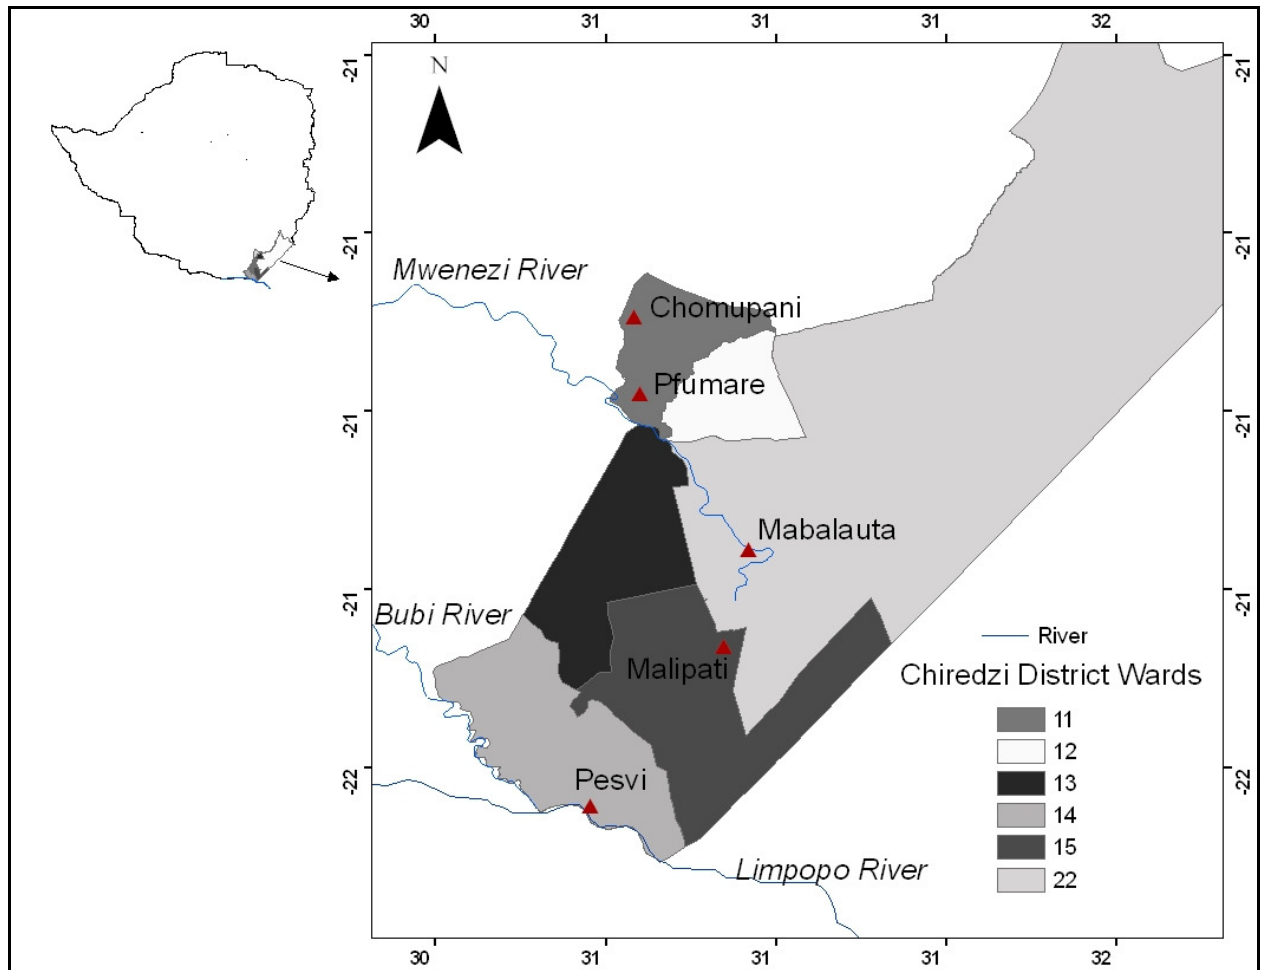 30 31 31 31 32
N
-21 -21
-21 -21
Mwenezi River
Chomupani
Pfumare
-21 -21
Mabalauta
-21 -21
Bubi River
River
Malipati
Chiredzi District Wards
11
12
13
14
15
22
-22 -22
Pesvi
Limpopo River
30 31 31 31 32